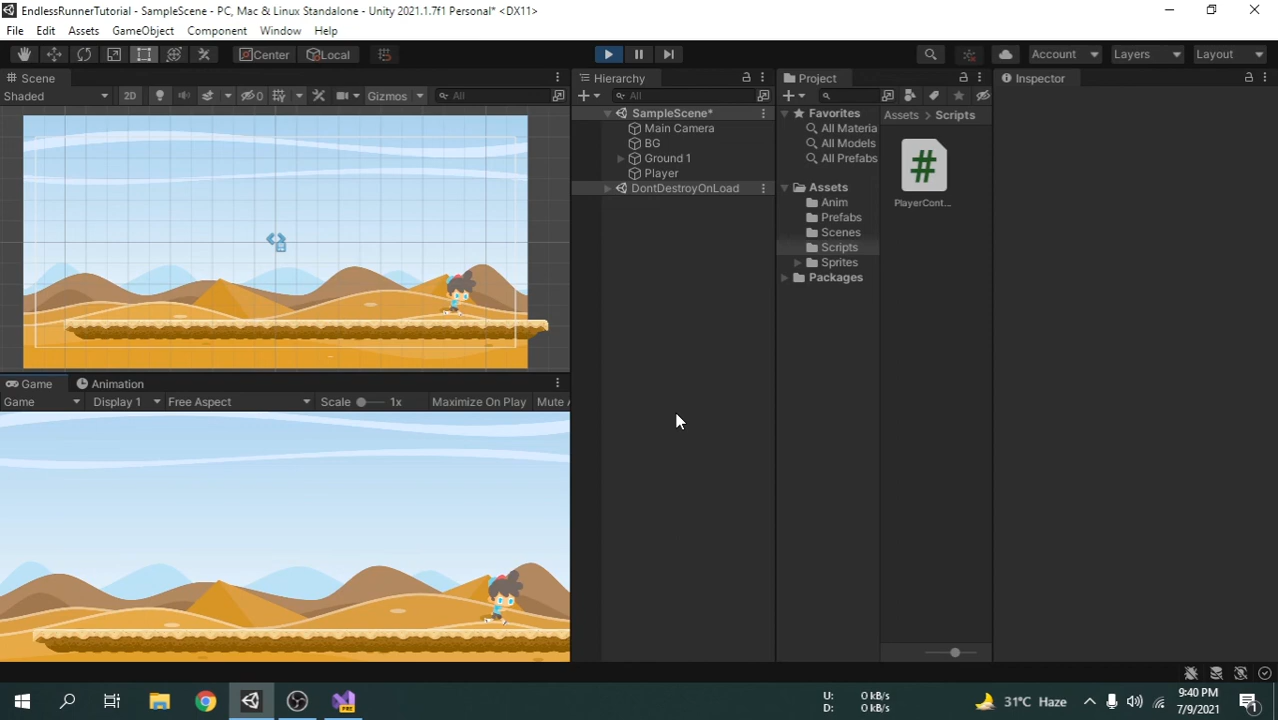 EndlessRunnerTutorial - SampleScene - PC, Mac & Linux Standalone - Unity 2021.1.7f1 Personal* <DX11>
File Edit Assets GameObject Component Window Help
Center Local Account Layers Layout
Scene Hierarchy Project Inspector
Shaded 2D 0 Gizmos All All
SampleScene*
Main Camera
BG
Ground 1
Player
DontDestroyOnLoad
Favorites
All Materia
All Models
All Prefabs
Assets
Anim
Prefabs
Scenes
Scripts
Sprites
Packages
Assets > Scripts
#
PlayerCont...
Game Animation
Game Display 1 Free Aspect Scale 1x Maximize On Play Mute A
U: 0 kB/s
D: 0 kB/s
31°C Haze
9:40 PM
7/9/2021
1